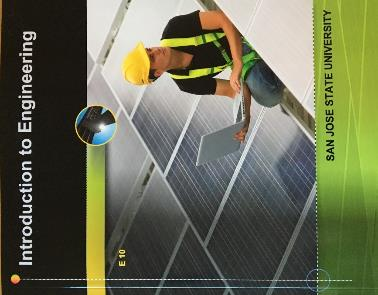 Introduction to Engineering
E 10
SAN JOSE STATE UNIVERSITY